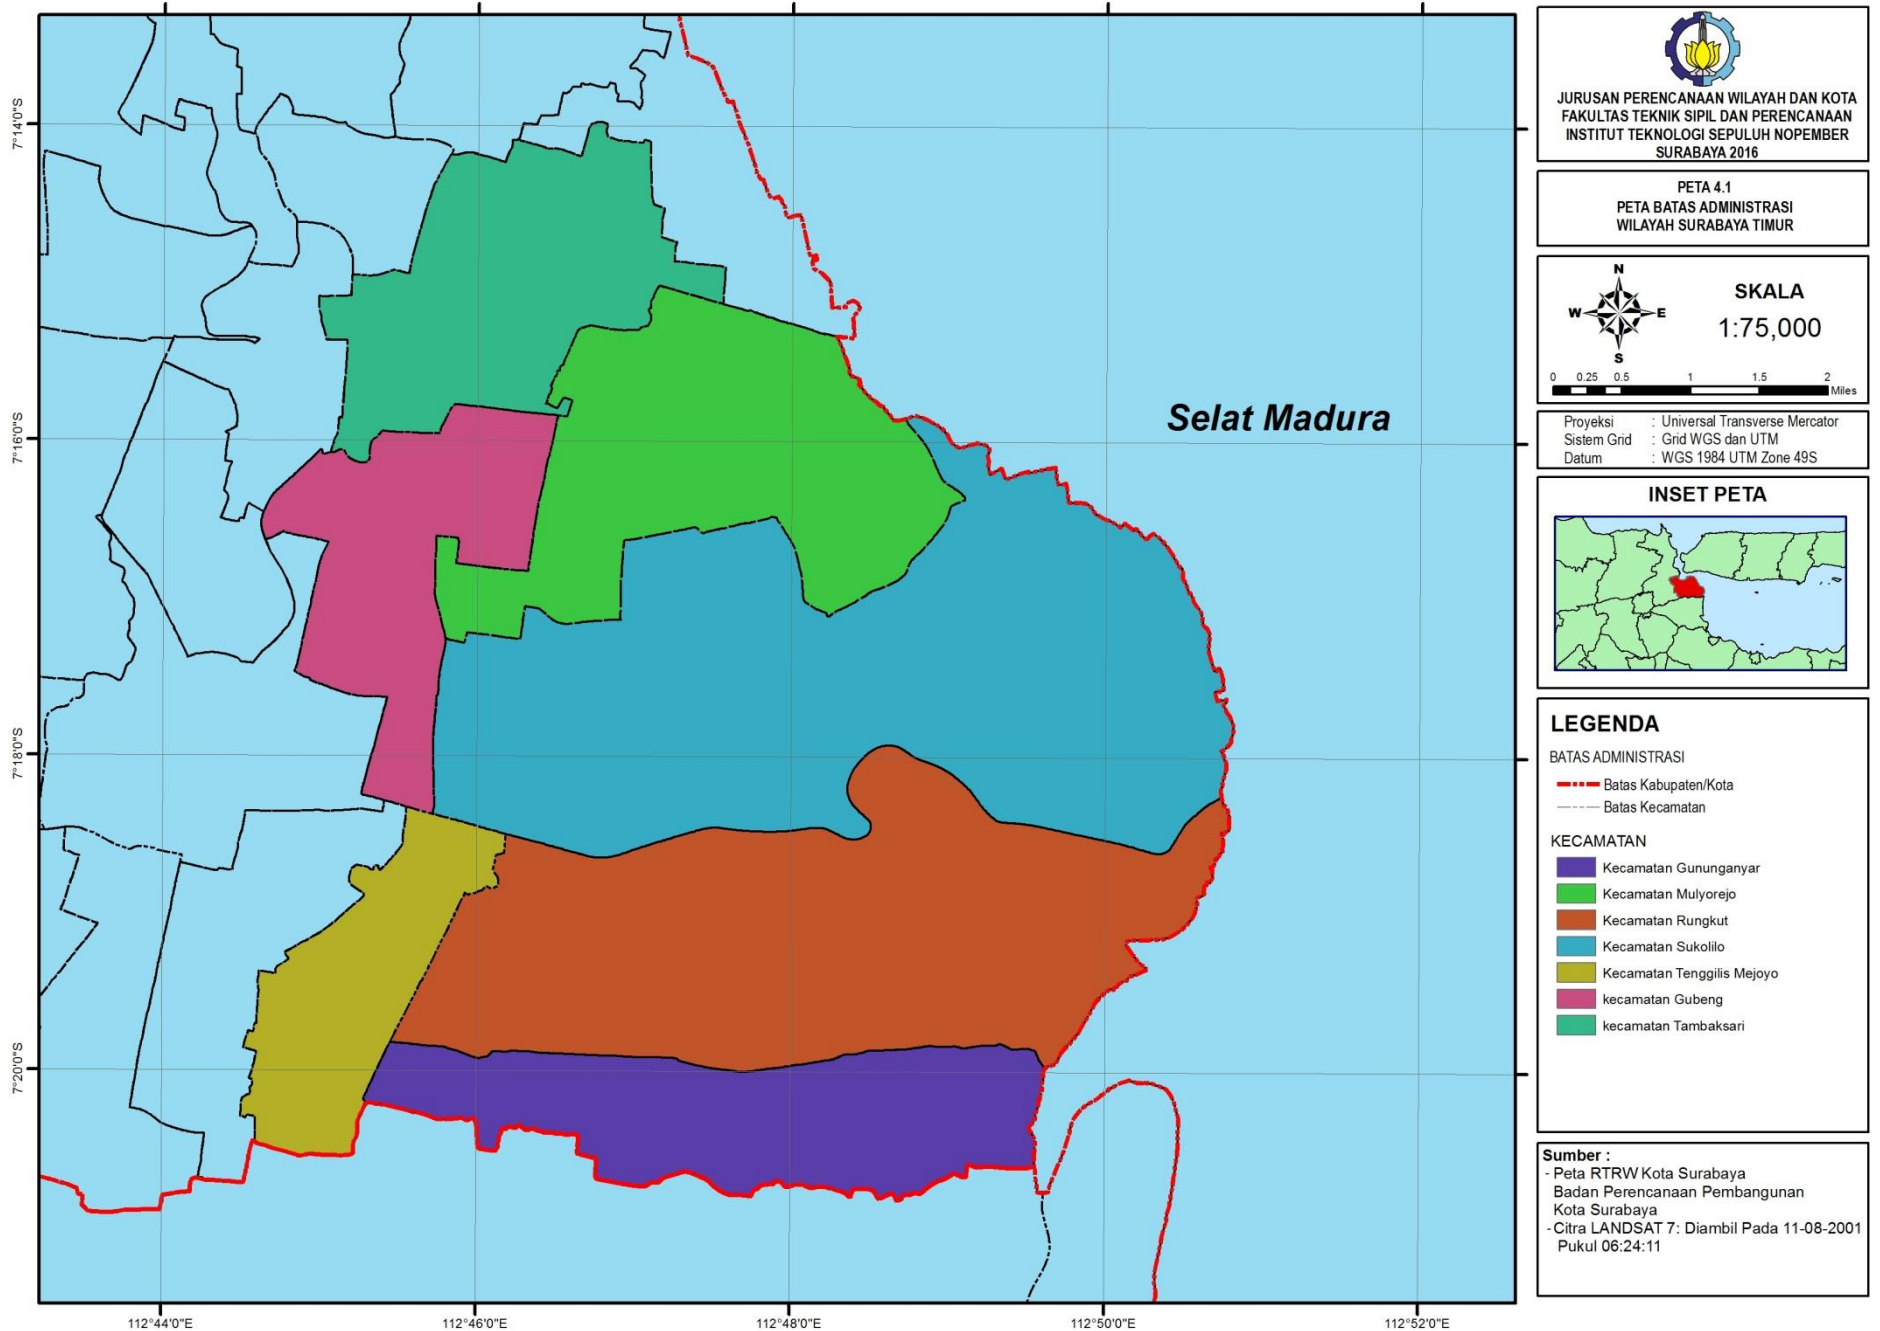 JURUSAN PERENCANAAN WILAYAH DAN KOTA
FAKULTAS TEKNIK SIPIL DAN PERENCANAAN
INSTITUT TEKNOLOGI SEPULUH NOPEMBER
SURABAYA 2016
PETA 4.1
PETA BATAS ADMINISTRASI
WILAYAH SURABAYA TIMUR
N
W E
S
SKALA
1:75,000
0 0.25 0.5 1 1.5 2
Miles
Proyeksi : Universal Transverse Mercator
Sistem Grid : Grid WGS dan UTM
Datum : WGS 1984 UTM Zone 49S
INSET PETA
LEGENDA
BATAS ADMINISTRASI
Batas Kabupaten/Kota
Batas Kecamatan
KECAMATAN
Kecamatan Gununganyar
Kecamatan Mulyorejo
Kecamatan Rungkut
Kecamatan Sukolilo
Kecamatan Tenggilis Mejoyo
kecamatan Gubeng
kecamatan Tambaksari
Sumber :
- Peta RTRW Kota Surabaya
Badan Perencanaan Pembangunan
Kota Surabaya
- Citra LANDSAT 7: Diambil Pada 11-08-2001
Pukul 06:24:11
Selat Madura
7°14'0"S
7°16'0"S
7°18'0"S
7°20'0"S
112°44'0"E 112°46'0"E 112°48'0"E 112°50'0"E 112°52'0"E